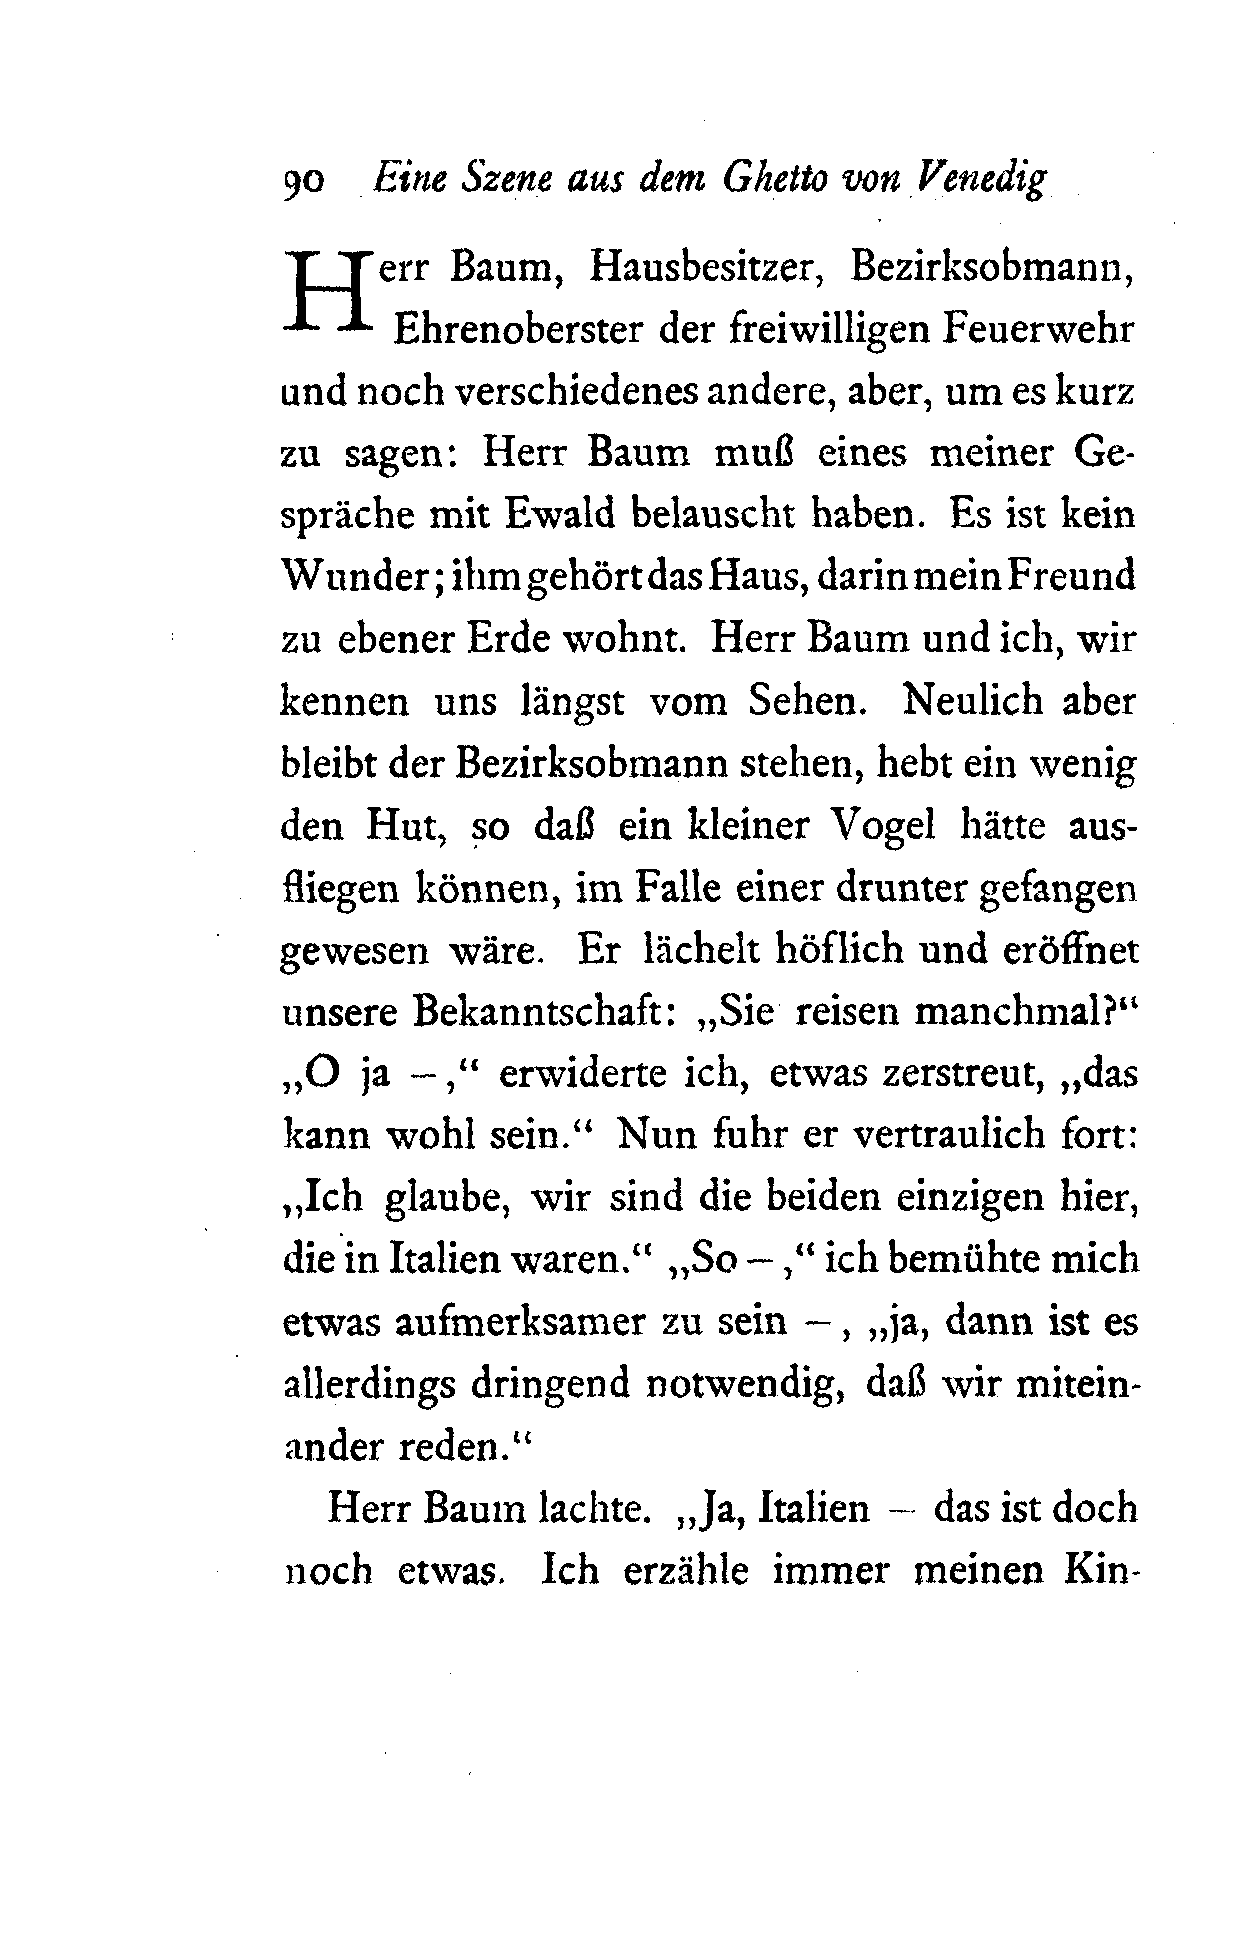 90 Eine Szene aus dem Ghetto von Venedig
Herr Baum, Hausbesitzer, Bezirksobmann,
Ehrenoberster der freiwilligen Feuerwehr
und noch verschiedenes andere, aber, um es kurz
zu sagen: Herr Baum muß eines meiner Ge-
spräche mit Ewald belauscht haben. Es ist kein
Wunder; ihm gehört das Haus, darin mein Freund
zu ebener Erde wohnt. Herr Baum und ich, wir
kennen uns längst vom Sehen. Neulich aber
bleibt der Bezirksobmann stehen, hebt ein wenig
den Hut, so daß ein kleiner Vogel hätte aus-
fliegen können, im Falle einer drunter gefangen
gewesen wäre. Er lächelt höflich und eröffnet
unsere Bekanntschaft: „Sie reisen manchmal?“
„O ja –,“ erwiderte ich, etwas zerstreut, „das
kann wohl sein.“ Nun fuhr er vertraulich fort:
„Ich glaube, wir sind die beiden einzigen hier,
die in Italien waren.“ „So –,“ ich bemühte mich
etwas aufmerksamer zu sein –, „ja, dann ist es
allerdings dringend notwendig, daß wir mitein-
ander reden.“
Herr Baum lachte. „Ja, Italien – das ist doch
noch etwas. Ich erzähle immer meinen Kin-